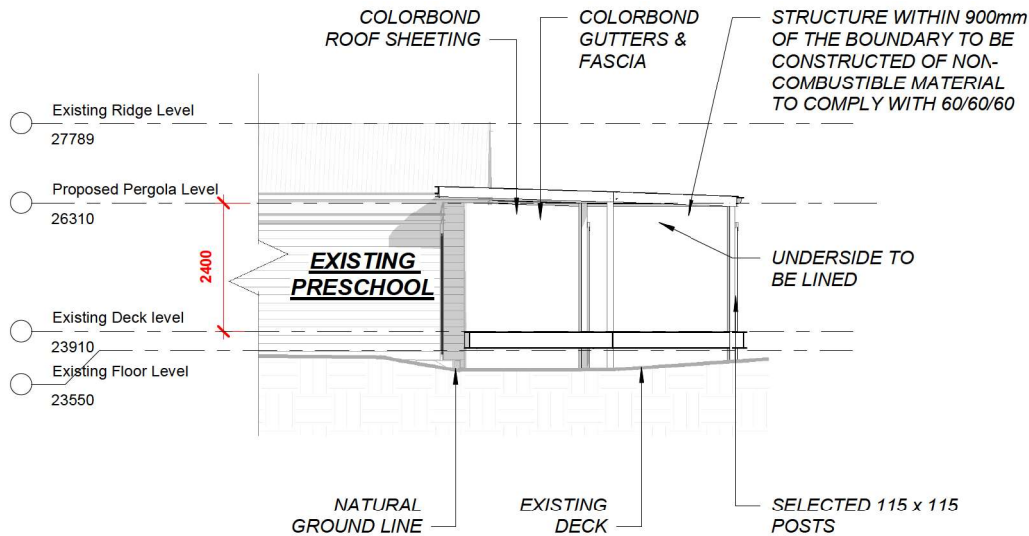 COLORBOND
ROOF SHEETING
COLORBOND
GUTTERS &
FASCIA
STRUCTURE WITHIN 900mm
OF THE BOUNDARY TO BE
CONSTRUCTED OF NON-
COMBUSTIBLE MATERIAL
TO COMPLY WITH 60/60/60
Existing Ridge Level
27789
Proposed Pergola Level
26310
2400
EXISTING
PRESCHOOL
UNDERSIDE TO
BE LINED
Existing Deck level
23910
Existing Floor Level
23550
NATURAL
GROUND LINE
EXISTING
DECK
SELECTED 115 x 115
POSTS